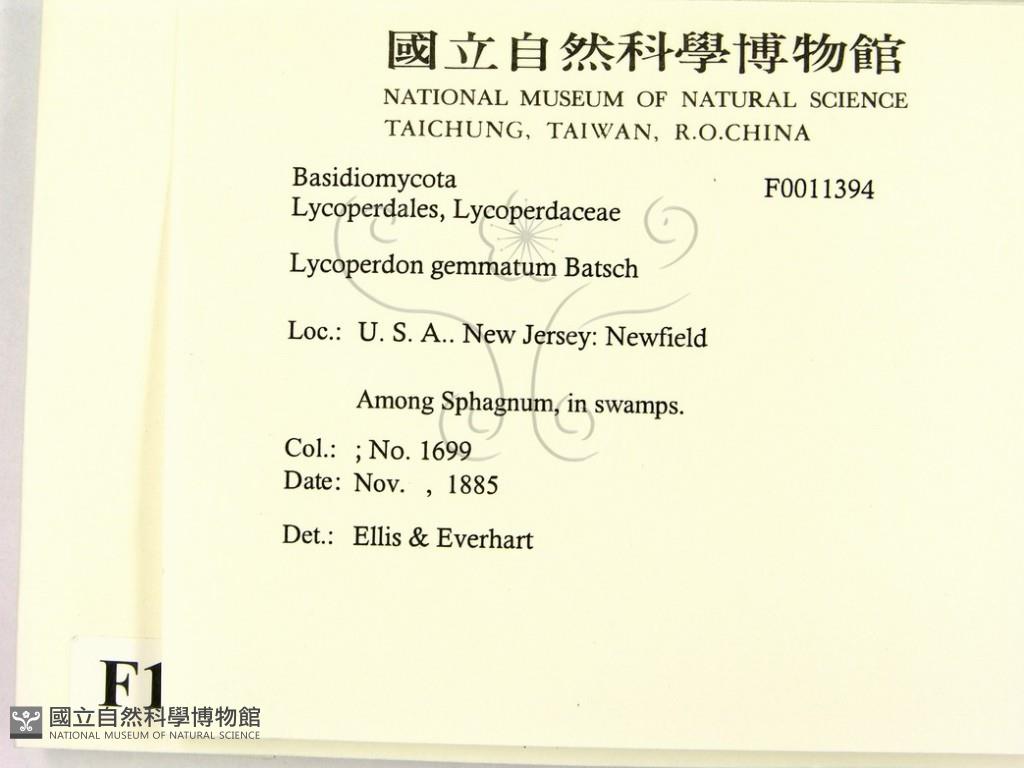 國立自然科學博物館
NATIONAL MUSEUM OF NATURAL SCIENCE
TAICHUNG, TAIWAN, R.O.CHINA
Basidiomycota F0011394
Lycoperdales, Lycoperdaceae
Lycoperdon gemmatum Batsch
Loc.: U. S. A.. New Jersey: Newfield
Among Sphagnum, in swamps.
Col.: ; No. 1699
Date: Nov. , 1885
Det.: Ellis & Everhart
F1
國立自然科學博物館
NATIONAL MUSEUM OF NATURAL SCIENCE